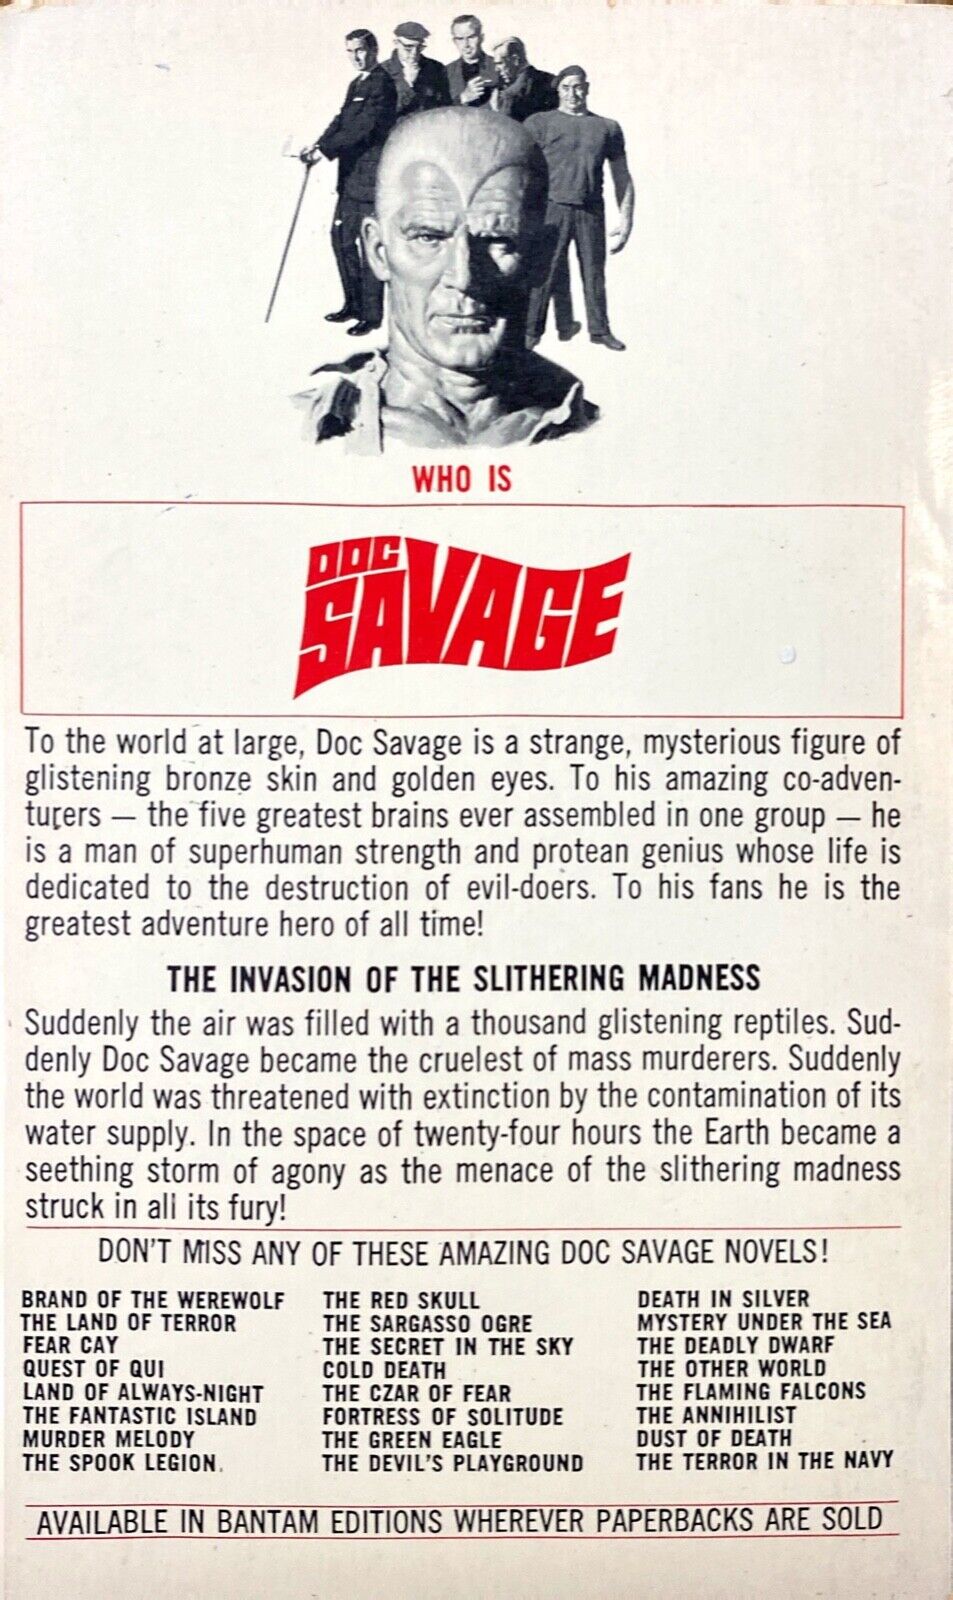 WHO IS
DOC
SAVAGE
To the world at large, Doc Savage is a strange, mysterious figure of
glistening bronze skin and golden eyes. To his amazing co-adven-
turers — the five greatest brains ever assembled in one group — he
is a man of superhuman strength and protean genius whose life is
dedicated to the destruction of evil-doers. To his fans he is the
greatest adventure hero of all time!
THE INVASION OF THE SLITHERING MADNESS
Suddenly the air was filled with a thousand glistening reptiles. Sud-
denly Doc Savage became the cruelest of mass murderers. Suddenly
the world was threatened with extinction by the contamination of its
water supply. In the space of twenty-four hours the Earth became a
seething storm of agony as the menace of the slithering madness
struck in all its fury!
DON'T MISS ANY OF THESE AMAZING DOC SAVAGE NOVELS!
BRAND OF THE WEREWOLF
THE LAND OF TERROR
FEAR CAY
QUEST OF QUI
LAND OF ALWAYS-NIGHT
THE FANTASTIC ISLAND
MURDER MELODY
THE SPOOK LEGION
THE RED SKULL
THE SARGASSO OGRE
THE SECRET IN THE SKY
COLD DEATH
THE CZAR OF FEAR
FORTRESS OF SOLITUDE
THE GREEN EAGLE
THE DEVIL'S PLAYGROUND
DEATH IN SILVER
MYSTERY UNDER THE SEA
THE DEADLY DWARF
THE OTHER WORLD
THE FLAMING FALCONS
THE ANNIHILIST
DUST OF DEATH
THE TERROR IN THE NAVY
AVAILABLE IN BANTAM EDITIONS WHEREVER PAPERBACKS ARE SOLD